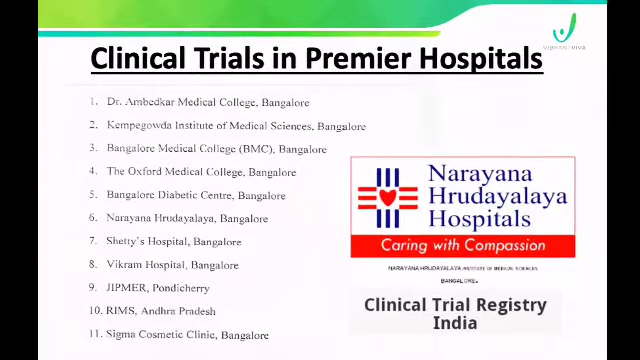 VIBRANT VIVA
Clinical Trials in Premier Hospitals
1. Dr. Ambedkar Medical College, Bangalore
2. Kempegowda Institute of Medical Sciences, Bangalore
3. Bangalore Medical College (BMC), Bangalore
4. The Oxford Medical College, Bangalore
5. Bangalore Diabetic Centre, Bangalore
6. Narayana Hrudayalaya, Bangalore
7. Shetty's Hospital, Bangalore
8. Vikram Hospital, Bangalore
9. JIPMER, Pondicherry
10. RIMS, Andhra Pradesh
11. Sigma Cosmetic Clinic, Bangalore
Narayana
Hrudayalaya
Hospitals
Caring with Compassion
NARAYANA HRUDAYALAYA INSTITUTE OF MEDICAL SCIENCES
BANGALORE.
Clinical Trial Registry
India